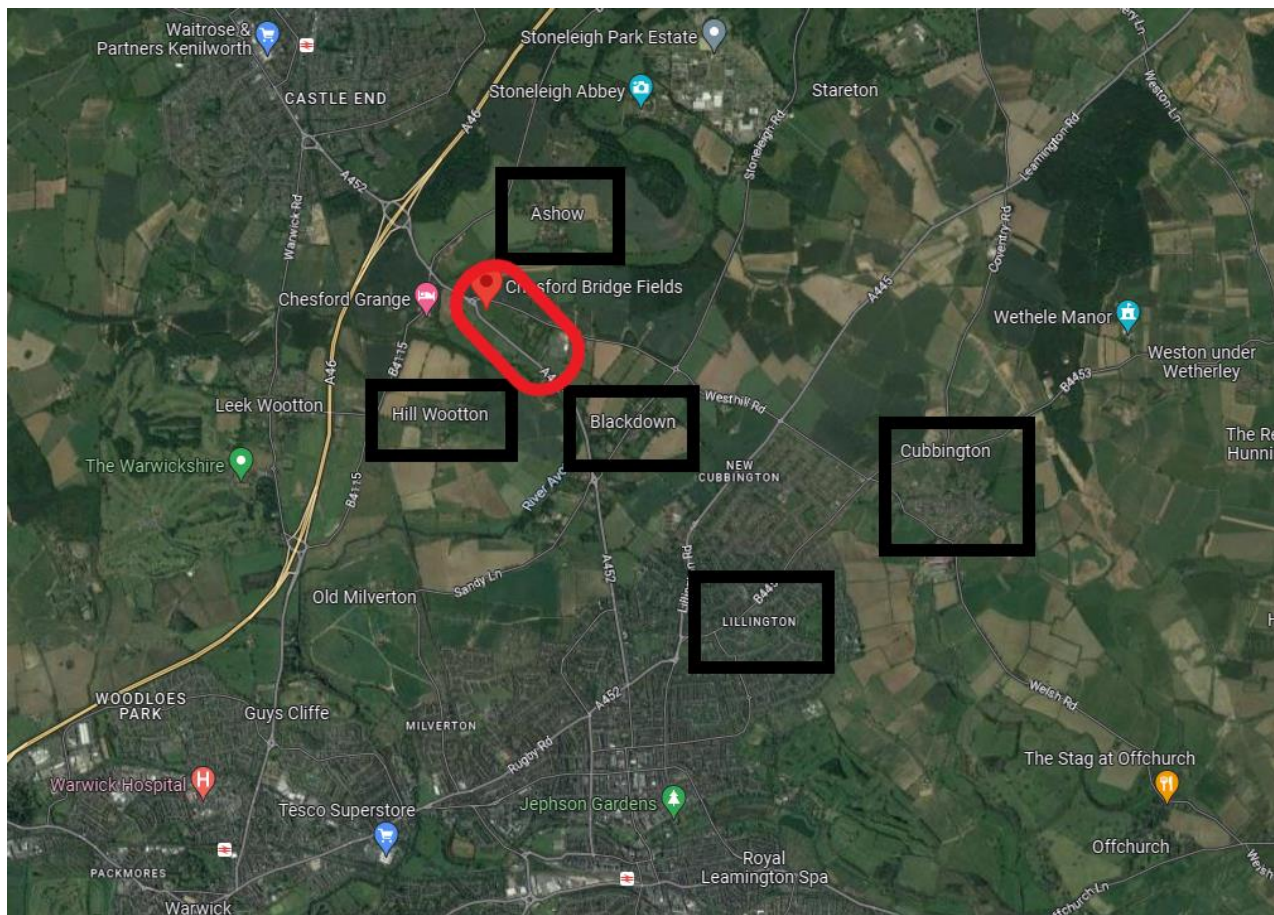 Waitrose &
Partners Kenilworth
Stoneleigh Park Estate
CASTLE END
Stoneleigh Abbey
Stareton
A46
Weston Ln
Stoneleigh Rd
Leamington Rd
A452
Warwick Rd
Ashow
Coventry Rd
Chesford Grange
Chesford Bridge Fields
A445
Wethele Manor
B4115
A46
Weston under
Wetherley
B4453
Leek Wootton
Hill Wootton
Westhill Rd
Blackdown
Cubbington
The Warwickshire
NEW
CUBBINGTON
B4115
Sandy Ln
A452
Old Milverton
LILLINGTON
Welsh Rd
WOODLOES
PARK
Guys Cliffe
MILVERTON
A452
Rugby Rd
Warwick Hospital
The Stag at Offchurch
Tesco Superstore
Jephson Gardens
Offchurch
PACKMORES
Royal
Leamington Spa
Warwick